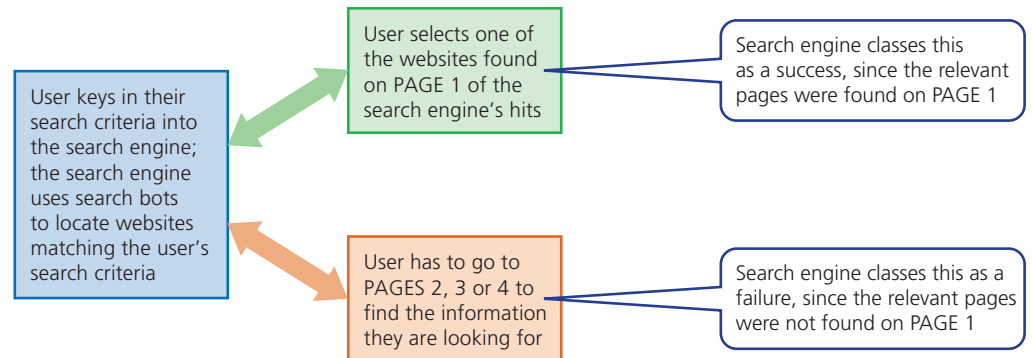 User keys in their
search criteria into
the search engine;
the search engine
uses search bots
to locate websites
matching the user's
search criteria
User selects one of
the websites found
on PAGE 1 of the
search engine's hits
Search engine classes this
as a success, since the relevant
pages were found on PAGE 1
User has to go to
PAGES 2, 3 or 4 to
find the information
they are looking for
Search engine classes this as a
failure, since the relevant pages
were not found on PAGE 1